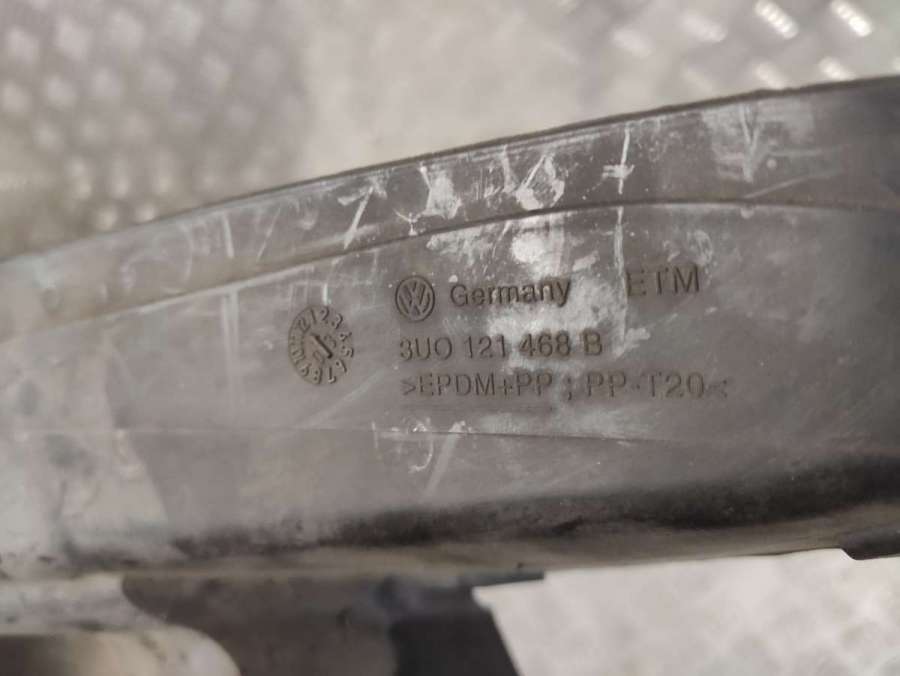 Germany ETM
3U0 121 468 B
>EPDM+PP ; PP-T20<